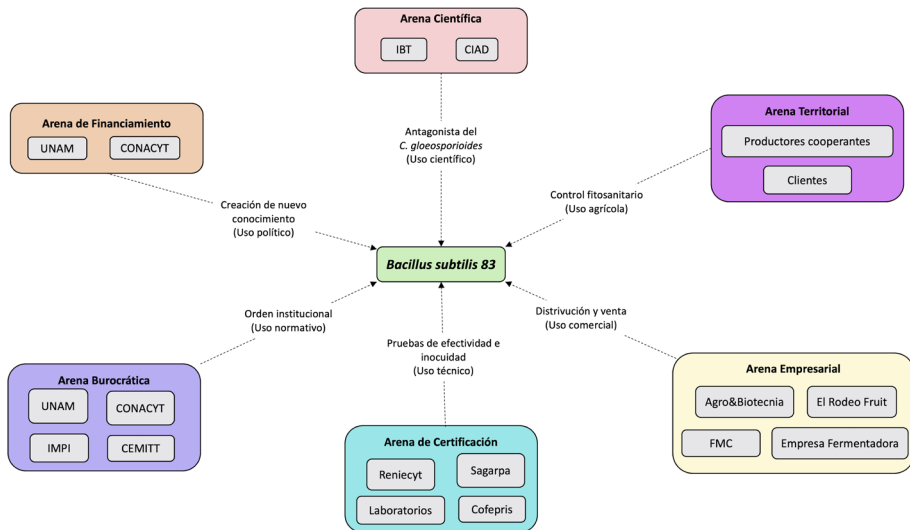 Arena Científica
IBT
CIAD
Arena de Financiamiento
UNAM
CONACYT
Arena Territorial
Productores cooperantes
Clientes
Antagonista del
C. gloeosporioides
(Uso científico)
Creación de nuevo
conocimiento
(Uso político)
Control fitosanitario
(Uso agrícola)
Bacillus subtilis 83
Orden institucional
(Uso normativo)
Pruebas de efectividad e
inocuidad
(Uso técnico)
Distrivución y venta
(Uso comercial)
Arena Burocrática
UNAM
CONACYT
IMPI
CEMITT
Arena de Certificación
Reniecyt
Sagarpa
Laboratorios
Cofepris
Arena Empresarial
Agro&Biotecnia
El Rodeo Fruit
FMC
Empresa Fermentadora